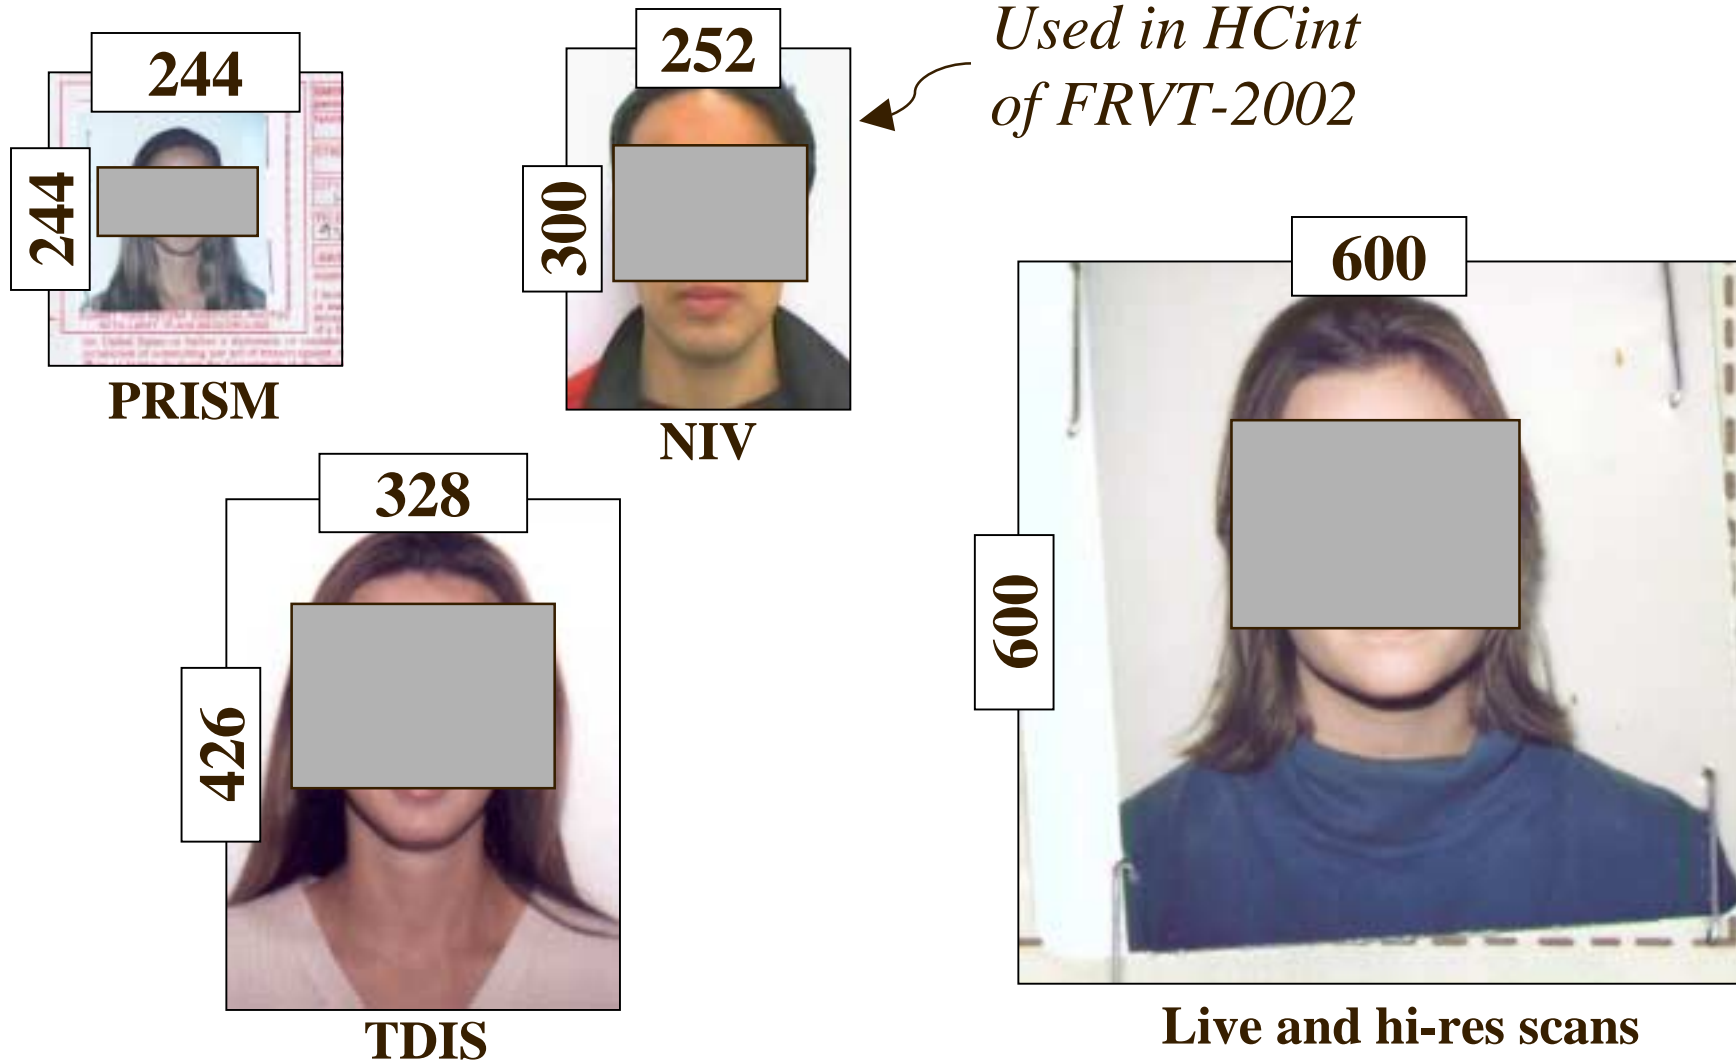 244
244
PRISM
252
300
NIV
Used in HCint
of FRVT-2002
328
426
TDIS
600
600
Live and hi-res scans